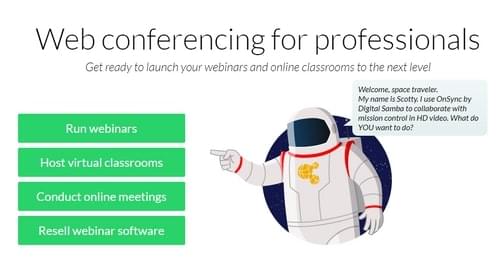 Web conferencing for professionals
Get ready to launch your webinars and online classrooms to the next level
Welcome, space traveler.
My name is Scotty. I use OnSync by
Digital Samba to collaborate with
mission control in HD video. What do
YOU want to do?
Run webinars
Host virtual classrooms
Conduct online meetings
Resell webinar software